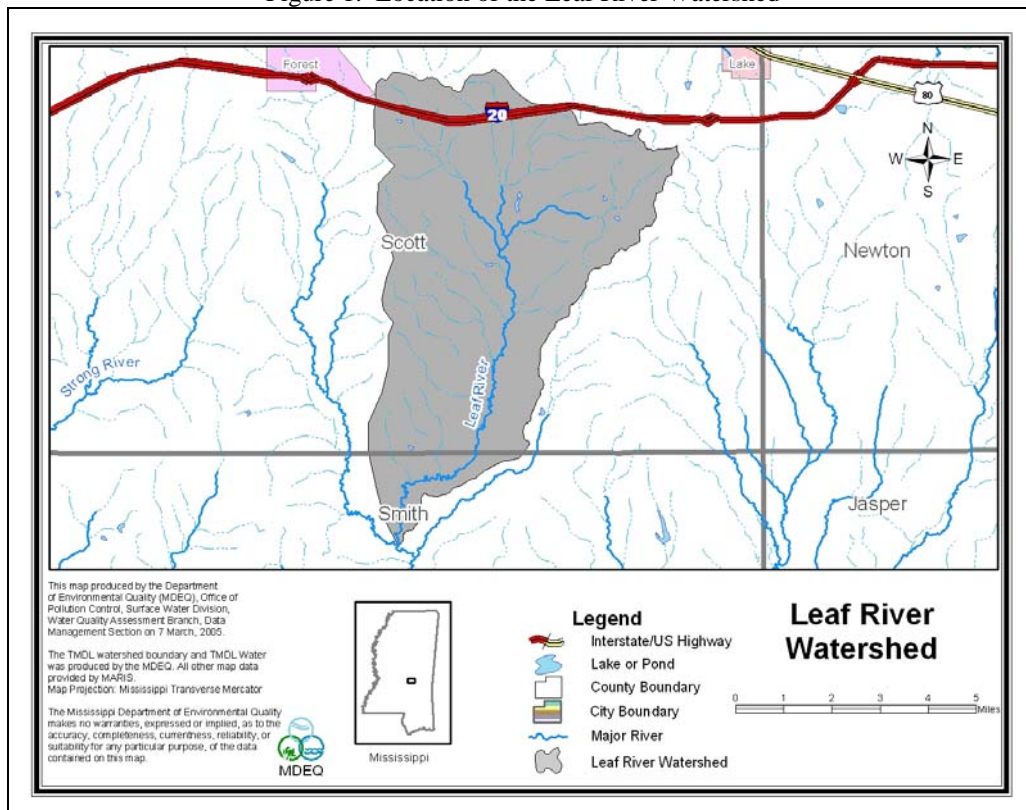 Figure 1. Location of the Leaf River Watershed
Forest
Lake
20
80
N
W E
S
Scott
Newton
Strong River
Leaf River
Smith
Jasper
This map produced by the Department
of Environmental Quality (MDEQ), Office of
Pollution Control, Surface Water Division,
Water Quality Assessment Branch, Data
Management Section on 7 March, 2005.
The TMDL watershed boundary and TMDL Water
was produced by the MDEQ. All other map data
provided by MARIS.
Map Projection: Mississippi Transverse Mercator
The Mississippi Department of Environmental Quality
makes no warranties, expressed or implied, as to the
accuracy, completeness, currentness, reliability, or
suitability for any particular purpose, of the data
contained on this map.
MDEQ
Mississippi
Legend
Interstate/US Highway
Lake or Pond
County Boundary
City Boundary
Major River
Leaf River Watershed
Leaf River
Watershed
0 1 2 3 4 5
Miles